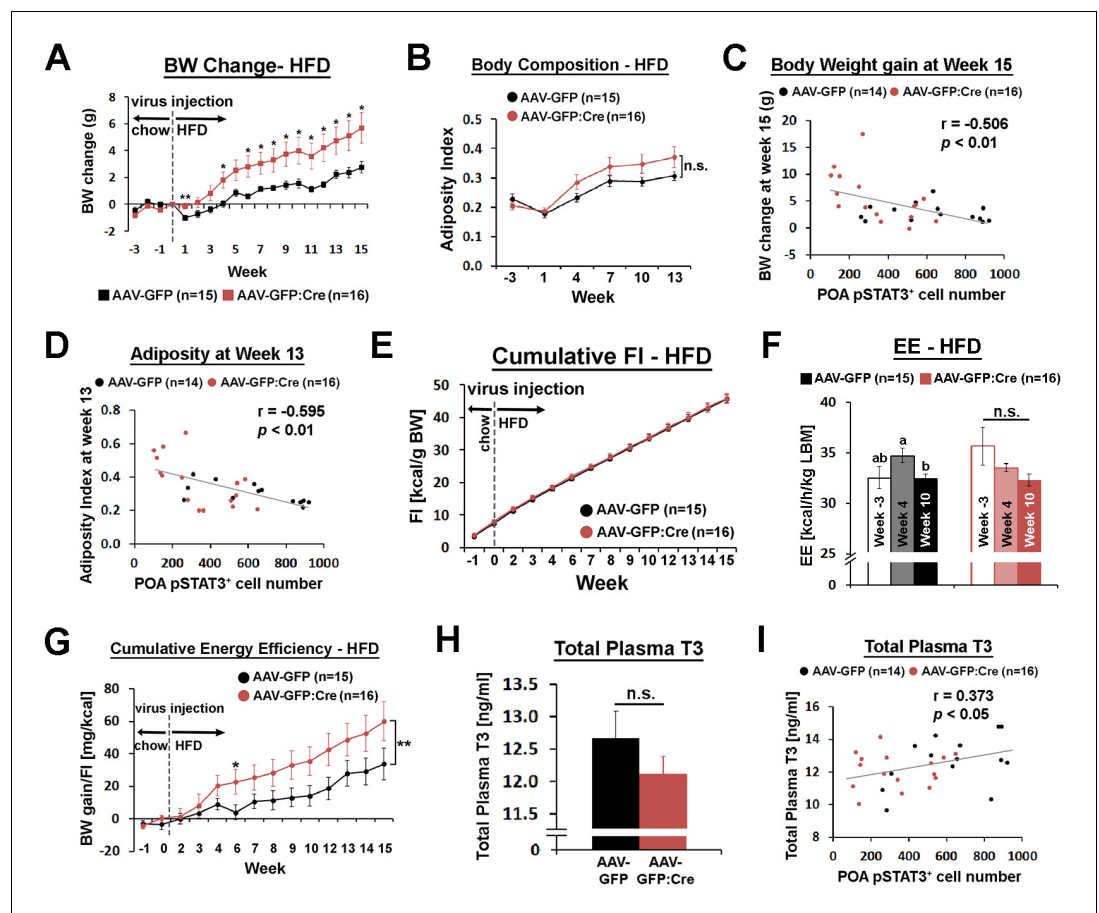 A
BW Change- HFD
virus injection
chow
HFD
BW change (g)
8
6
4
2
0
-2
**
*
*
*
*
*
*
*
*
*
*
*
-3 -1 1 3 5 7 9 11 13 15
Week
AAV-GFP (n=15) AAV-GFP:Cre (n=16)
B
Body Composition - HFD
AAV-GFP (n=15)
AAV-GFP:Cre (n=16)
Adiposity Index
0.5
0.4
0.3
0.2
0.1
0.0
n.s.
-3 1 4 7 10 13
Week
C
Body Weight gain at Week 15
AAV-GFP (n=14) AAV-GFP:Cre (n=16)
r = -0.506
p < 0.01
BW change at week 15 (g)
20
15
10
5
0
-5
0 200 400 600 800 1000
POA pSTAT3+ cell number
D
Adiposity at Week 13
AAV-GFP (n=14) AAV-GFP:Cre (n=16)
r = -0.595
p < 0.01
Adiposity Index at week 13
0.8
0.6
0.4
0.2
0.0
0 200 400 600 800 1000
POA pSTAT3+ cell number
E
Cumulative FI - HFD
virus injection
chow
HFD
FI [kcal/g BW]
50
40
30
20
10
0
AAV-GFP (n=15)
AAV-GFP:Cre (n=16)
-1 0 2 3 4 6 7 8 9 10 12 13 14 15
Week
F
EE - HFD
AAV-GFP (n=15) AAV-GFP:Cre (n=16)
EE [kcal/h/kg LBM]
40
35
30
25
0
ab
a
b
n.s.
Week -3
Week 4
Week 10
Week -3
Week 4
Week 10
G
Cumulative Energy Efficiency - HFD
AAV-GFP (n=15)
AAV-GFP:Cre (n=16)
virus injection
chow
HFD
BW gain/FI [mg/kcal]
80
60
40
20
0
-20
*
**
-1 0 2 3 4 6 7 8 9 10 12 13 14 15
Week
H
Total Plasma T3
n.s.
Total Plasma T3 [ng/ml]
13.5
13.0
12.5
12.0
11.5
0
AAV- AAV-
GFP GFP:Cre
I
Total Plasma T3
AAV-GFP (n=14) AAV-GFP:Cre (n=16)
r = 0.373
p < 0.05
Total Plasma T3 [ng/ml]
16
14
12
10
8
0 200 400 600 800 1000
POA pSTAT3+ cell number